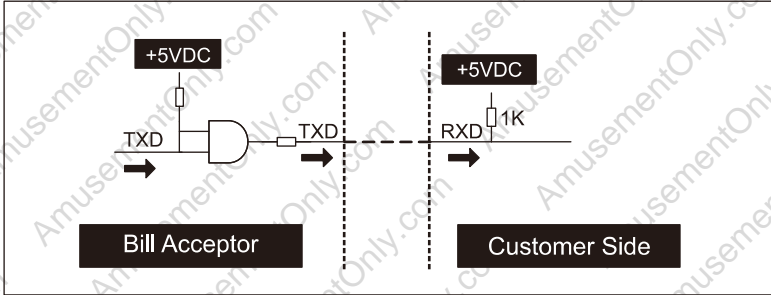 +5VDC
+5VDC
1K
TXD
TXD
RXD
Bill Acceptor
Customer Side
AmusementOnly.com